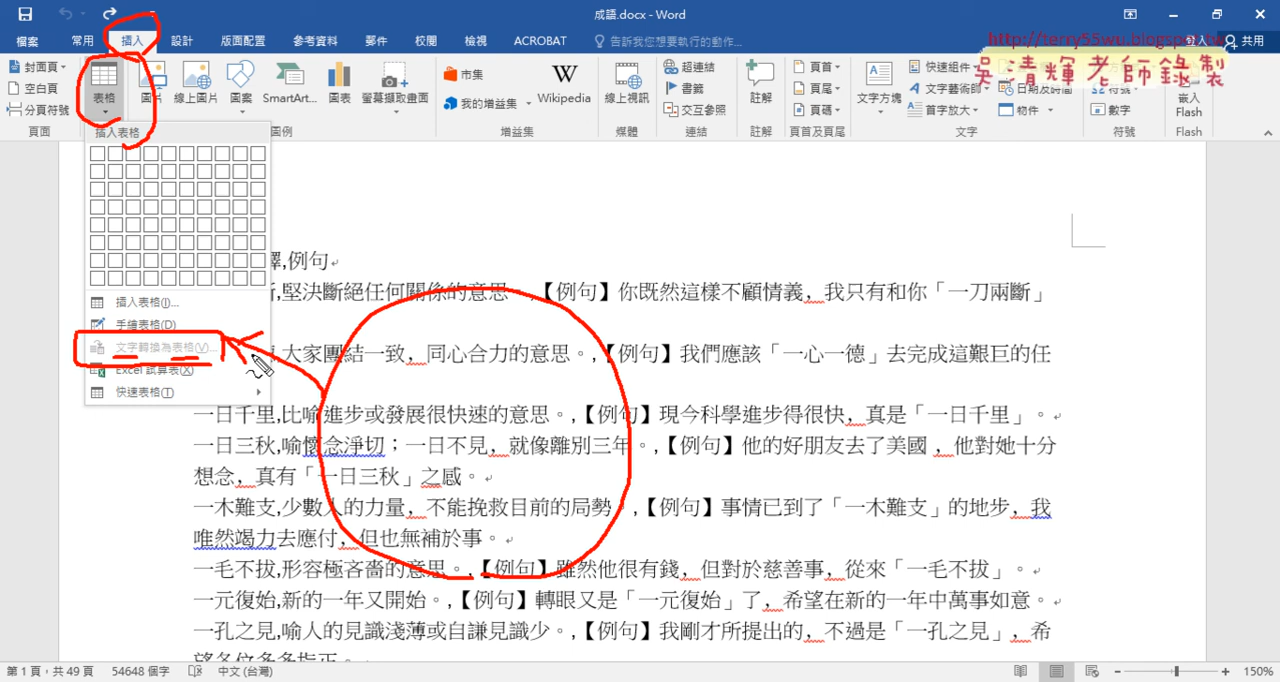 成語.docx - Word
檔案 常用 插入 設計 版面配置 參考資料 郵件 校閱 檢視 ACROBAT 告訴我您想要執行的動作... 登入 共用
http://terry55wu.blogspot.tw
吳清輝老師錄製
封面頁
空白頁
分頁符號
頁面
表格
圖片
線上圖片
圖案
SmartArt...
圖表
螢幕擷取畫面
圖例
市集
我的增益集
Wikipedia
增益集
線上視訊
媒體
超連結
書籤
交互參照
連結
註解
註解
頁首
頁尾
頁碼
頁首及頁尾
文字方塊
快速組件
文字藝術師
首字放大
日期及時間
物件
文字
符號
數字
符號
嵌入
Flash
Flash
插入表格
插入表格(I)...
手繪表格(D)
文字轉換為表格(V)...
Excel 試算表(X)
快速表格(T)
釋,例句
,堅決斷絕任何關係的意思。,【例句】你既然這樣不顧情義,我只有和你「一刀兩斷」
,大家團結一致,同心合力的意思。,【例句】我們應該「一心一德」去完成這艱巨的任
一日千里,比喻進步或發展很快速的意思。,【例句】現今科學進步得很快,真是「一日千里」。
一日三秋,喻懷念淨切;一日不見,就像離別三年。,【例句】他的好朋友去了美國,他對她十分
想念,真有「一日三秋」之感。
一木難支,少數人的力量,不能挽救目前的局勢。,【例句】事情已到了「一木難支」的地步,我
唯然竭力去應付,但也無補於事。
一毛不拔,形容極吝嗇的意思。,【例句】雖然他很有錢,但對於慈善事,從來「一毛不拔」。
一元復始,新的一年又開始。,【例句】轉眼又是「一元復始」了,希望在新的一年中萬事如意。
一孔之見,喻人的見識淺薄或自謙見識少。,【例句】我剛才所提出的,不過是「一孔之見」,希
望各位多多指正。
第 1 頁,共 49 頁 54648 個字 中文 (台灣) 150%